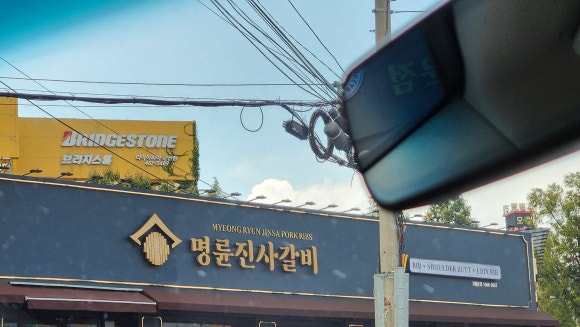 BRIDGESTONE
브리지스톤
MYEONG RYUN JINSA PORK RIBS
명륜진사갈비
RIB + SHOULDER BUTT + LOIN RIB